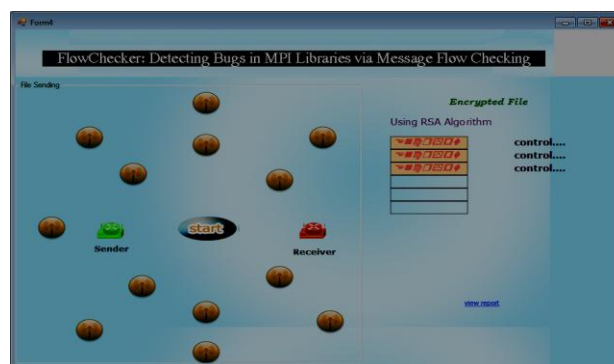 Form4
FlowChecker: Detecting Bugs in MPI Libraries via Message Flow Checking
File Sending
Encrypted File
Using RSA Algorithm
control....
control....
control....
start
Sender
Receiver
view report